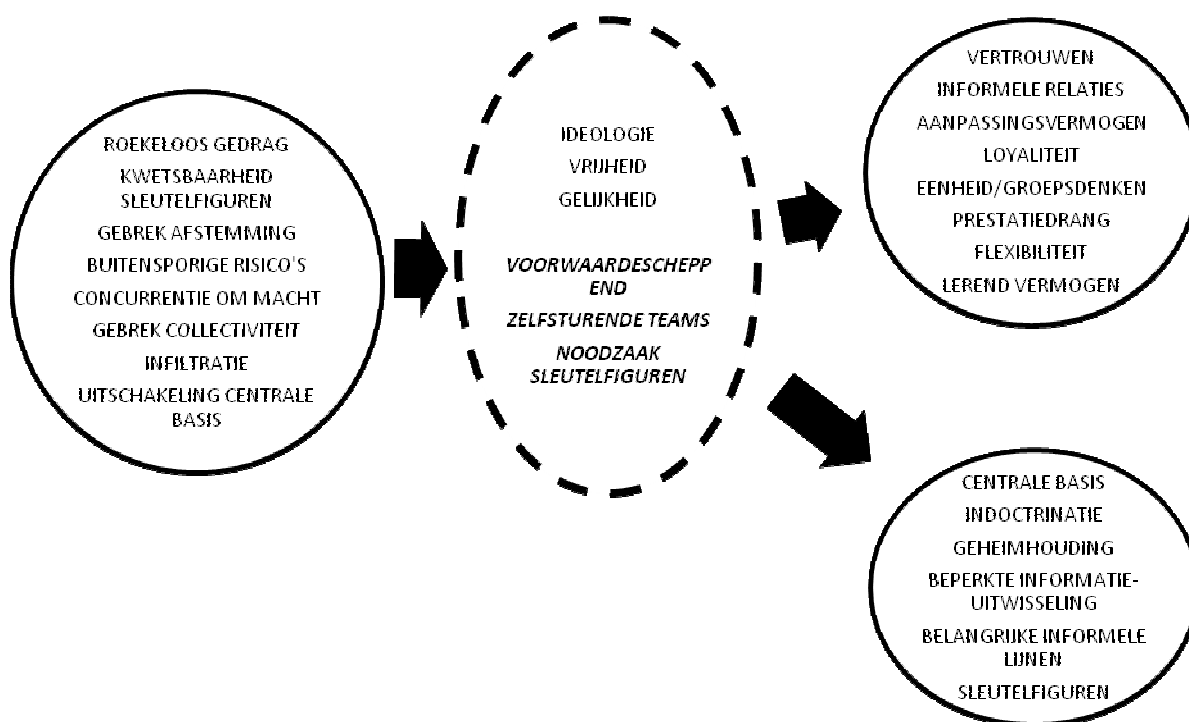 ROEKELOOS GEDRAG
KWETSBAARHEID
SLEUTELFIGUREN
GEBREK AFSTEMMING
BUITENSPORIGE RISICO'S
CONCURRENTIE OM MACHT
GEBREK COLLECTIVITEIT
INFILTRATIE
UITSCHAKELING CENTRALE
BASIS
IDEOLOGIE
VRIJHEID
GELIJKHEID
VOORWAARDESCHEPP
END
ZELFSTURENDE TEAMS
NOODZAAK
SLEUTELFIGUREN
VERTROUWEN
INFORMELE RELATIES
AANPASSINGSVERMOGEN
LOYALITEIT
EENHEID/GROEPSDENKEN
PRESTATIEDRANG
FLEXIBILITEIT
LEREND VERMOGEN
CENTRALE BASIS
INDOCTRINATIE
GEHEIMHOUDING
BEPERKTE INFORMATIE-
UITWISSELING
BELANGRIJKE INFORMELE
LIJNEN
SLEUTELFIGUREN